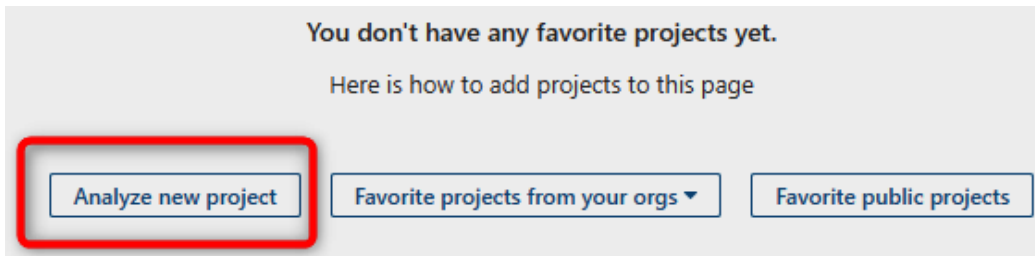 You don't have any favorite projects yet.
Here is how to add projects to this page
Analyze new project
Favorite projects from your orgs
Favorite public projects